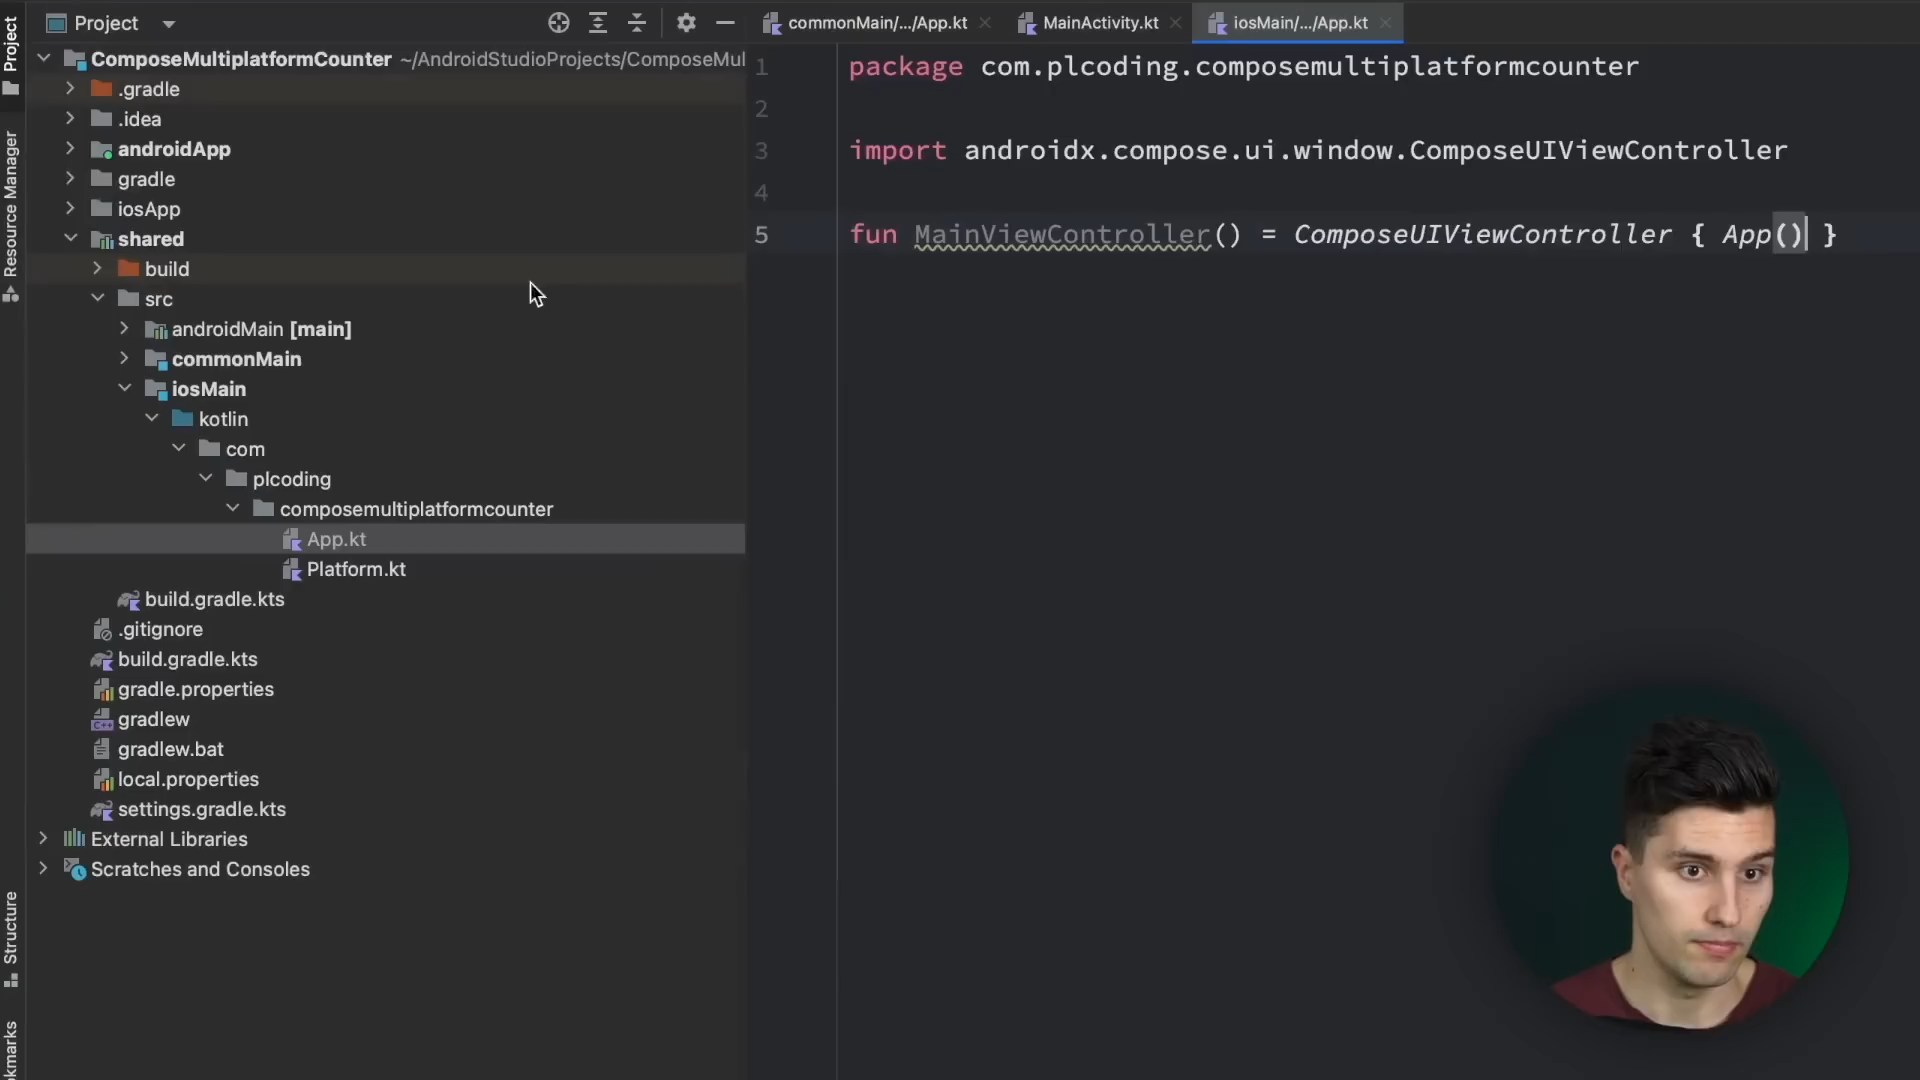 Project
commonMain/.../App.kt
MainActivity.kt
iosMain/.../App.kt
Project
Resource Manager
Structure
ComposeMultiplatformCounter ~/AndroidStudioProjects/ComposeMul
.gradle
.idea
androidApp
gradle
iosApp
shared
build
src
androidMain [main]
commonMain
iosMain
kotlin
com
plcoding
composemultiplatformcounter
App.kt
Platform.kt
build.gradle.kts
.gitignore
build.gradle.kts
gradle.properties
gradlew
gradlew.bat
local.properties
settings.gradle.kts
External Libraries
Scratches and Consoles
1 package com.plcoding.composemultiplatformcounter
2
3 import androidx.compose.ui.window.ComposeUIViewController
4
5 fun MainViewController() = ComposeUIViewController { App() }